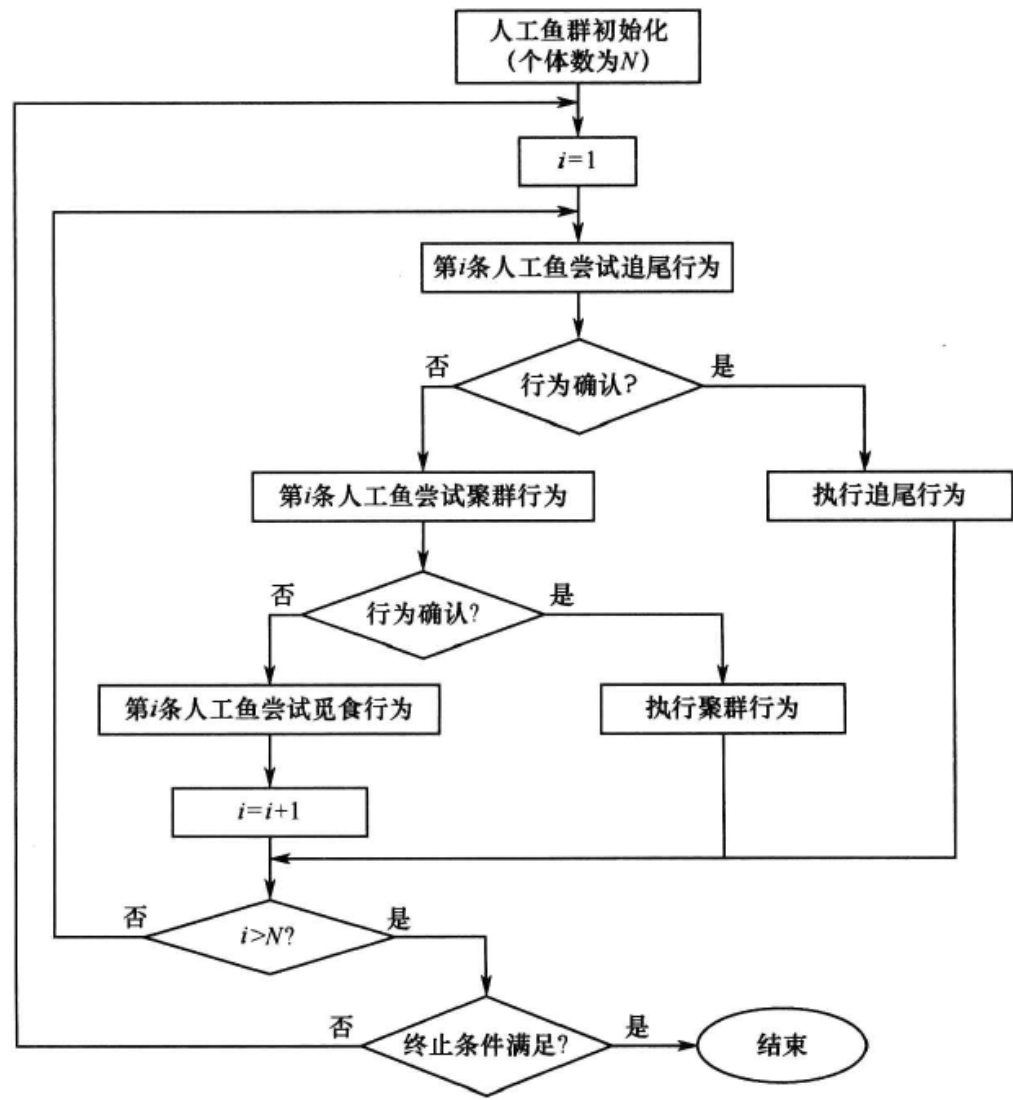 人工鱼群初始化
（个体数为N）
i=1
第i条人工鱼尝试追尾行为
否
是
行为确认?
第i条人工鱼尝试聚群行为
执行追尾行为
否
是
行为确认?
第i条人工鱼尝试觅食行为
执行聚群行为
i=i+1
否
是
i>N?
否
是
终止条件满足?
结束